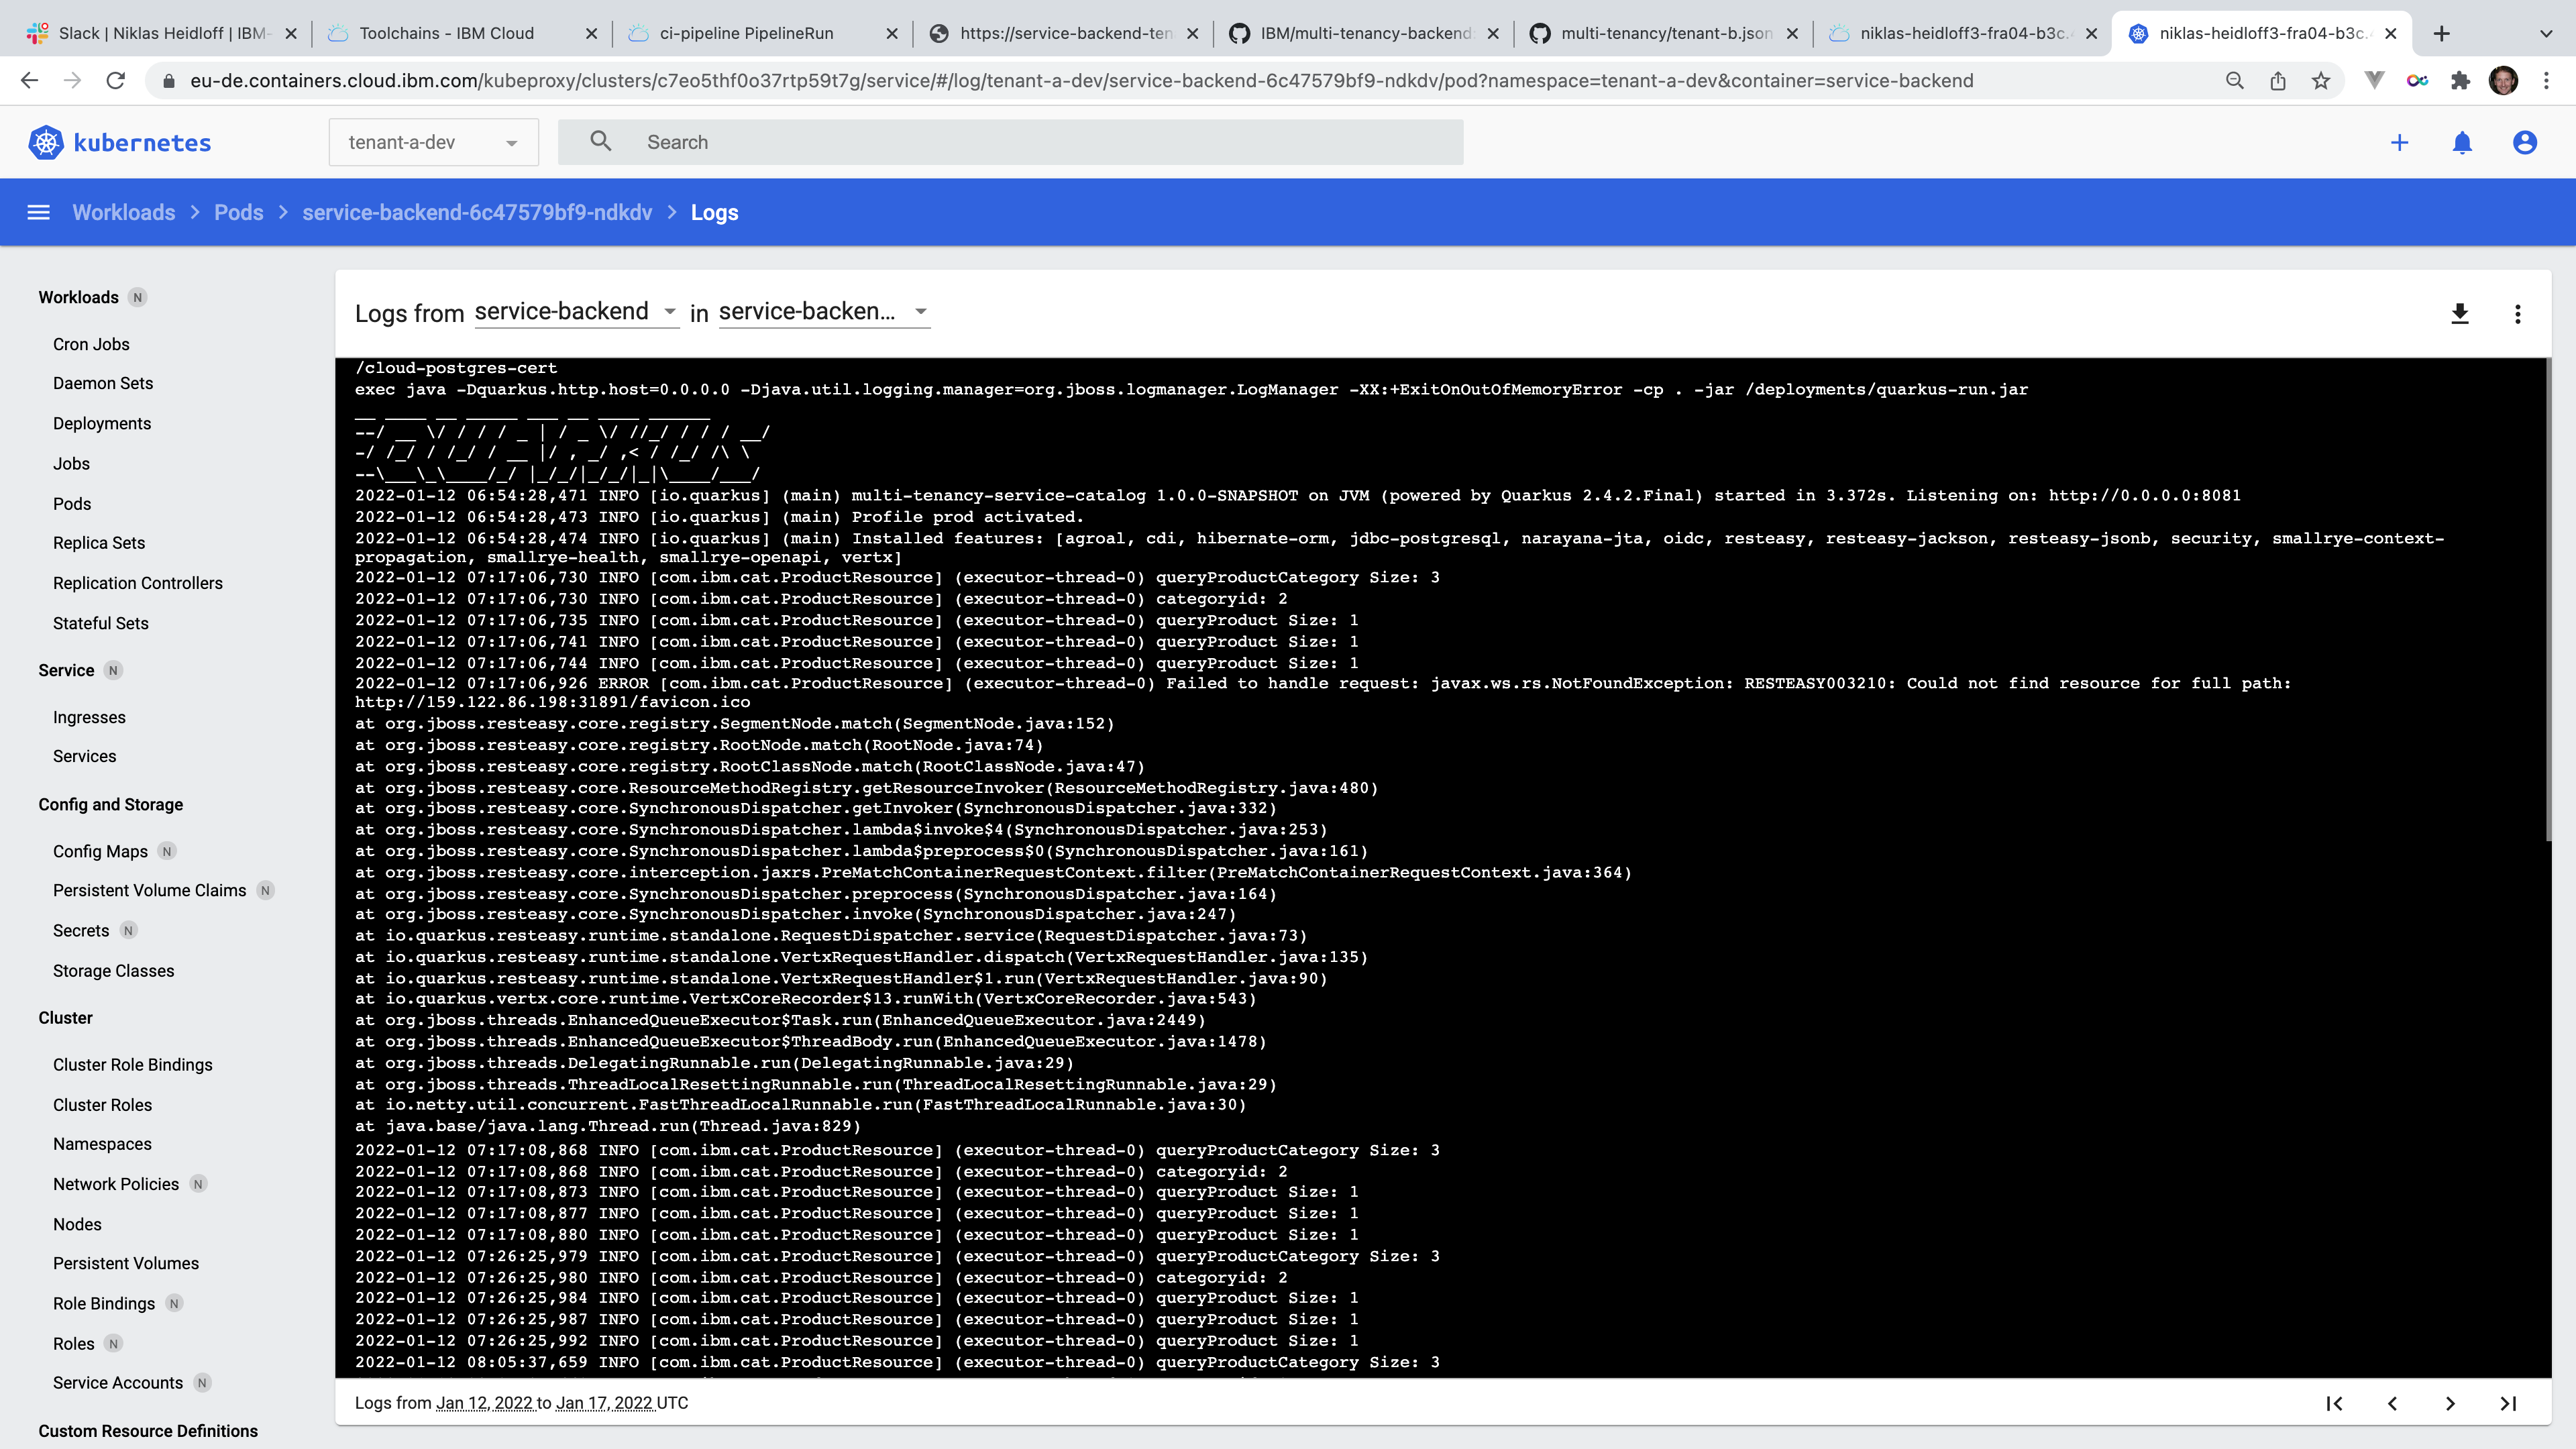 Slack | Niklas Heidloff | IBM-
Toolchains - IBM Cloud
ci-pipeline PipelineRun
https://service-backend-ten
IBM/multi-tenancy-backend
multi-tenancy/tenant-b.json
niklas-heidloff3-fra04-b3c.
niklas-heidloff3-fra04-b3c.
eu-de.containers.cloud.ibm.com/kubeproxy/clusters/c7eo5thf0o37rtp59t7g/service/#/log/tenant-a-dev/service-backend-6c47579bf9-ndkdv/pod?namespace=tenant-a-dev&container=service-backend
kubernetes
tenant-a-dev
Search
Workloads > Pods > service-backend-6c47579bf9-ndkdv > Logs
Workloads N
Cron Jobs
Daemon Sets
Deployments
Jobs
Pods
Replica Sets
Replication Controllers
Stateful Sets
Service N
Ingresses
Services
Config and Storage
Config Maps N
Persistent Volume Claims N
Secrets N
Storage Classes
Cluster
Cluster Role Bindings
Cluster Roles
Namespaces
Network Policies N
Nodes
Persistent Volumes
Role Bindings N
Roles N
Service Accounts N
Custom Resource Definitions
Logs from service-backend in service-backen...
/cloud-postgres-cert
exec java -Dquarkus.http.host=0.0.0.0 -Djava.util.logging.manager=org.jboss.logmanager.LogManager -XX:+ExitOnOutOfMemoryError -cp . -jar /deployments/quarkus-run.jar
__ ____ __ _____ ___ __ ____ ______
--/ __ \/ / / / _ | / _ \/ //_/ / / / __/
-/ /_/ / /_/ / __ |/ , _/ ,< / /_/ /\ \
--\___\_\____/_/ |_/_/|_/_/|_|\____/___/
2022-01-12 06:54:28,471 INFO [io.quarkus] (main) multi-tenancy-service-catalog 1.0.0-SNAPSHOT on JVM (powered by Quarkus 2.4.2.Final) started in 3.372s. Listening on: http://0.0.0.0:8081
2022-01-12 06:54:28,473 INFO [io.quarkus] (main) Profile prod activated.
2022-01-12 06:54:28,474 INFO [io.quarkus] (main) Installed features: [agroal, cdi, hibernate-orm, jdbc-postgresql, narayana-jta, oidc, resteasy, resteasy-jackson, resteasy-jsonb, security, smallrye-context-
propagation, smallrye-health, smallrye-openapi, vertx]
2022-01-12 07:17:06,730 INFO [com.ibm.cat.ProductResource] (executor-thread-0) queryProductCategory Size: 3
2022-01-12 07:17:06,730 INFO [com.ibm.cat.ProductResource] (executor-thread-0) categoryid: 2
2022-01-12 07:17:06,735 INFO [com.ibm.cat.ProductResource] (executor-thread-0) queryProduct Size: 1
2022-01-12 07:17:06,741 INFO [com.ibm.cat.ProductResource] (executor-thread-0) queryProduct Size: 1
2022-01-12 07:17:06,744 INFO [com.ibm.cat.ProductResource] (executor-thread-0) queryProduct Size: 1
2022-01-12 07:17:06,926 ERROR [com.ibm.cat.ProductResource] (executor-thread-0) Failed to handle request: javax.ws.rs.NotFoundException: RESTEASY003210: Could not find resource for full path:
http://159.122.86.198:31891/favicon.ico
at org.jboss.resteasy.core.registry.SegmentNode.match(SegmentNode.java:152)
at org.jboss.resteasy.core.registry.RootNode.match(RootNode.java:74)
at org.jboss.resteasy.core.registry.RootClassNode.match(RootClassNode.java:47)
at org.jboss.resteasy.core.ResourceMethodRegistry.getResourceInvoker(ResourceMethodRegistry.java:480)
at org.jboss.resteasy.core.SynchronousDispatcher.getInvoker(SynchronousDispatcher.java:332)
at org.jboss.resteasy.core.SynchronousDispatcher.lambda$invoke$4(SynchronousDispatcher.java:253)
at org.jboss.resteasy.core.SynchronousDispatcher.lambda$preprocess$0(SynchronousDispatcher.java:161)
at org.jboss.resteasy.core.interception.jaxrs.PreMatchContainerRequestContext.filter(PreMatchContainerRequestContext.java:364)
at org.jboss.resteasy.core.SynchronousDispatcher.preprocess(SynchronousDispatcher.java:164)
at org.jboss.resteasy.core.SynchronousDispatcher.invoke(SynchronousDispatcher.java:247)
at io.quarkus.resteasy.runtime.standalone.RequestDispatcher.service(RequestDispatcher.java:73)
at io.quarkus.resteasy.runtime.standalone.VertxRequestHandler.dispatch(VertxRequestHandler.java:135)
at io.quarkus.resteasy.runtime.standalone.VertxRequestHandler$1.run(VertxRequestHandler.java:90)
at io.quarkus.vertx.core.runtime.VertxCoreRecorder$13.runWith(VertxCoreRecorder.java:543)
at org.jboss.threads.EnhancedQueueExecutor$Task.run(EnhancedQueueExecutor.java:2449)
at org.jboss.threads.EnhancedQueueExecutor$ThreadBody.run(EnhancedQueueExecutor.java:1478)
at org.jboss.threads.DelegatingRunnable.run(DelegatingRunnable.java:29)
at org.jboss.threads.ThreadLocalResettingRunnable.run(ThreadLocalResettingRunnable.java:29)
at io.netty.util.concurrent.FastThreadLocalRunnable.run(FastThreadLocalRunnable.java:30)
at java.base/java.lang.Thread.run(Thread.java:829)
2022-01-12 07:17:08,868 INFO [com.ibm.cat.ProductResource] (executor-thread-0) queryProductCategory Size: 3
2022-01-12 07:17:08,868 INFO [com.ibm.cat.ProductResource] (executor-thread-0) categoryid: 2
2022-01-12 07:17:08,873 INFO [com.ibm.cat.ProductResource] (executor-thread-0) queryProduct Size: 1
2022-01-12 07:17:08,877 INFO [com.ibm.cat.ProductResource] (executor-thread-0) queryProduct Size: 1
2022-01-12 07:17:08,880 INFO [com.ibm.cat.ProductResource] (executor-thread-0) queryProduct Size: 1
2022-01-12 07:26:25,979 INFO [com.ibm.cat.ProductResource] (executor-thread-0) queryProductCategory Size: 3
2022-01-12 07:26:25,980 INFO [com.ibm.cat.ProductResource] (executor-thread-0) categoryid: 2
2022-01-12 07:26:25,984 INFO [com.ibm.cat.ProductResource] (executor-thread-0) queryProduct Size: 1
2022-01-12 07:26:25,987 INFO [com.ibm.cat.ProductResource] (executor-thread-0) queryProduct Size: 1
2022-01-12 07:26:25,992 INFO [com.ibm.cat.ProductResource] (executor-thread-0) queryProduct Size: 1
2022-01-12 08:05:37,659 INFO [com.ibm.cat.ProductResource] (executor-thread-0) queryProductCategory Size: 3
Logs from Jan 12, 2022 to Jan 17, 2022 UTC